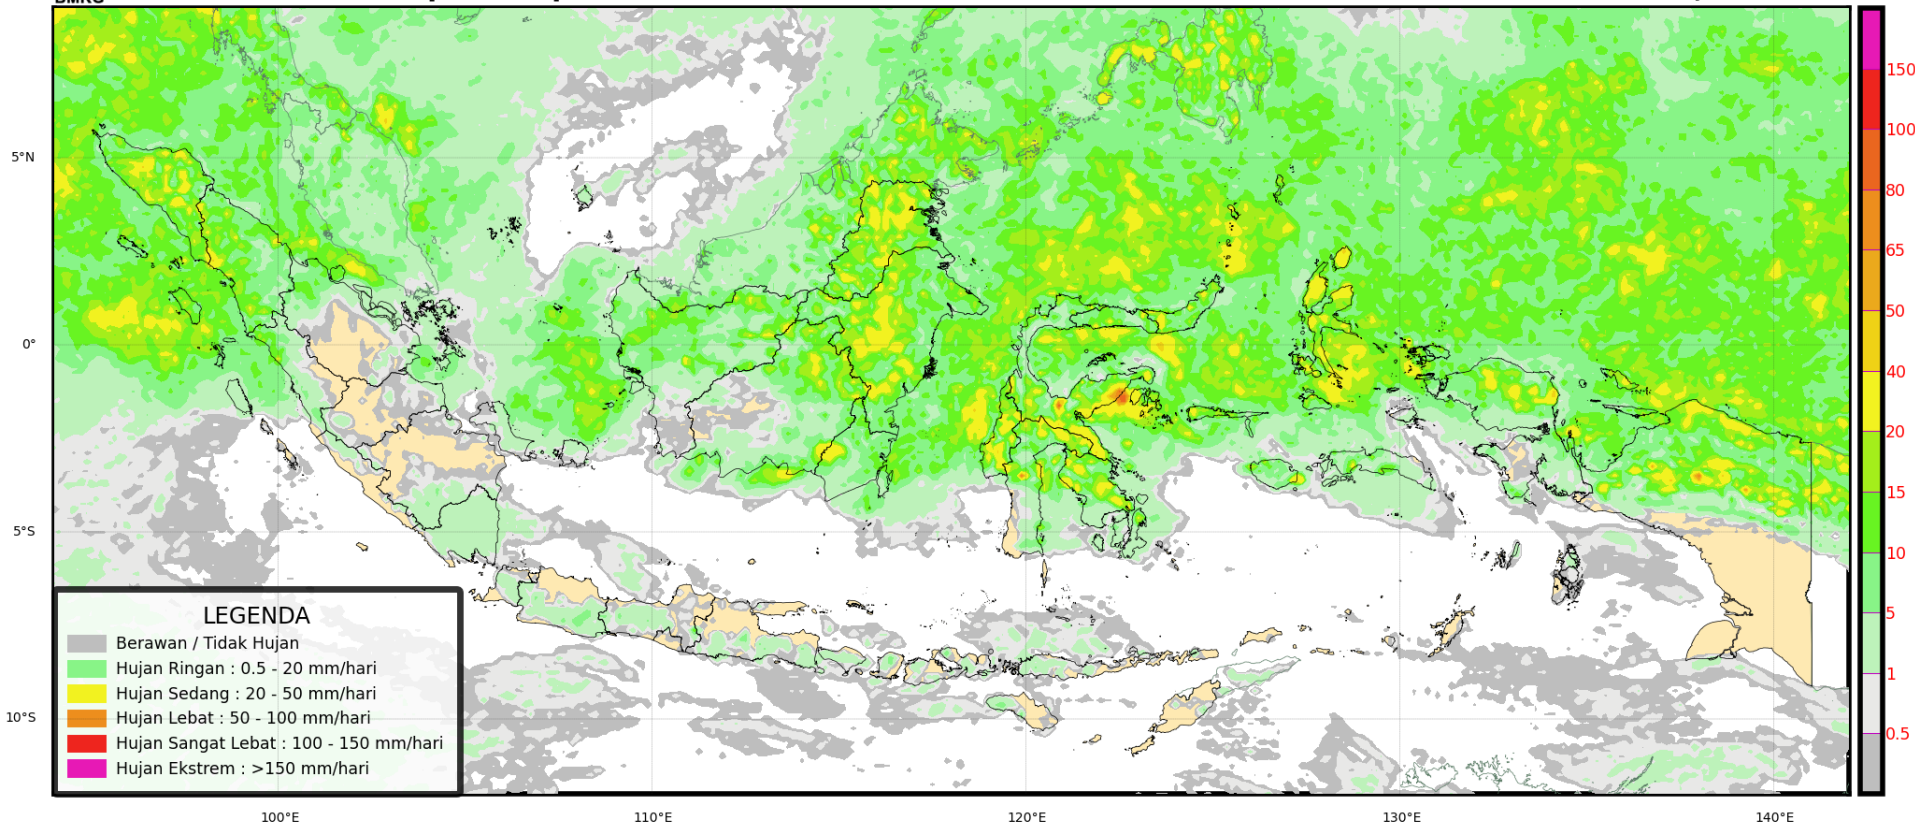 BMKG
5°N
0°
5°S
10°S
100°E
110°E
120°E
130°E
140°E
LEGENDA
Berawan / Tidak Hujan
Hujan Ringan : 0.5 - 20 mm/hari
Hujan Sedang : 20 - 50 mm/hari
Hujan Lebat : 50 - 100 mm/hari
Hujan Sangat Lebat : 100 - 150 mm/hari
Hujan Ekstrem : >150 mm/hari
150
100
80
65
50
40
20
15
10
5
1
0.5